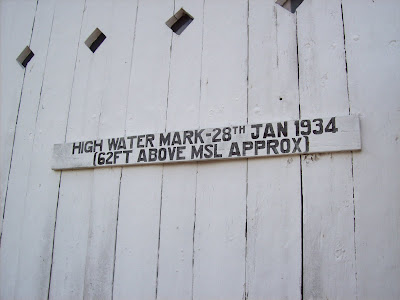 HIGH WATER MARK-28TH JAN 1934
(62FT ABOVE MSL APPROX)